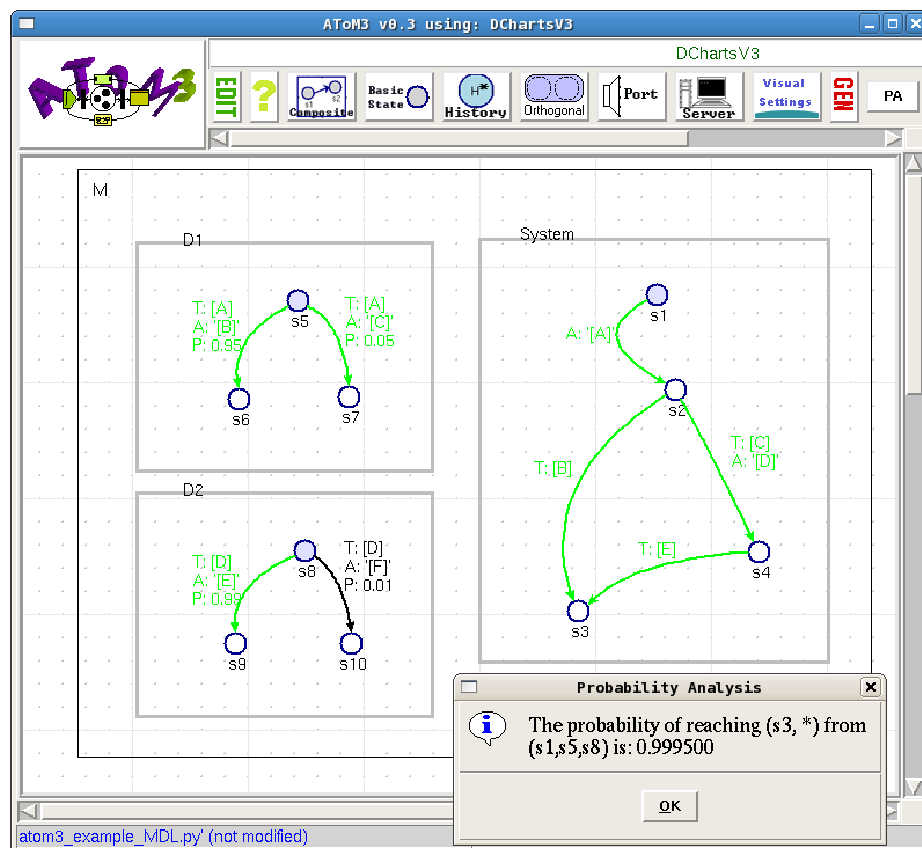 AToM3 v0.3 using: DChartsV3
AToM3
DChartsV3
EDIT
?
s1 s2
Composite
Basic
State
H*
History
Orthogonal
Port
Server
Visual
Settings
GEN
PA
M
D1
T: [A]
A: '[B]'
P: 0.95
s5
T: [A]
A: '[C]'
P: 0.05
s6
s7
D2
T: [D]
A: '[E]'
P: 0.99
s8
T: [D]
A: '[F]'
P: 0.01
s9
s10
System
s1
A: '[A]'
s2
T: [B]
T: [C]
A: '[D]'
T: [E]
s4
s3
Probability Analysis
The probability of reaching (s3, *) from
(s1,s5,s8) is: 0.999500
OK
atom3_example_MDL.py' (not modified)